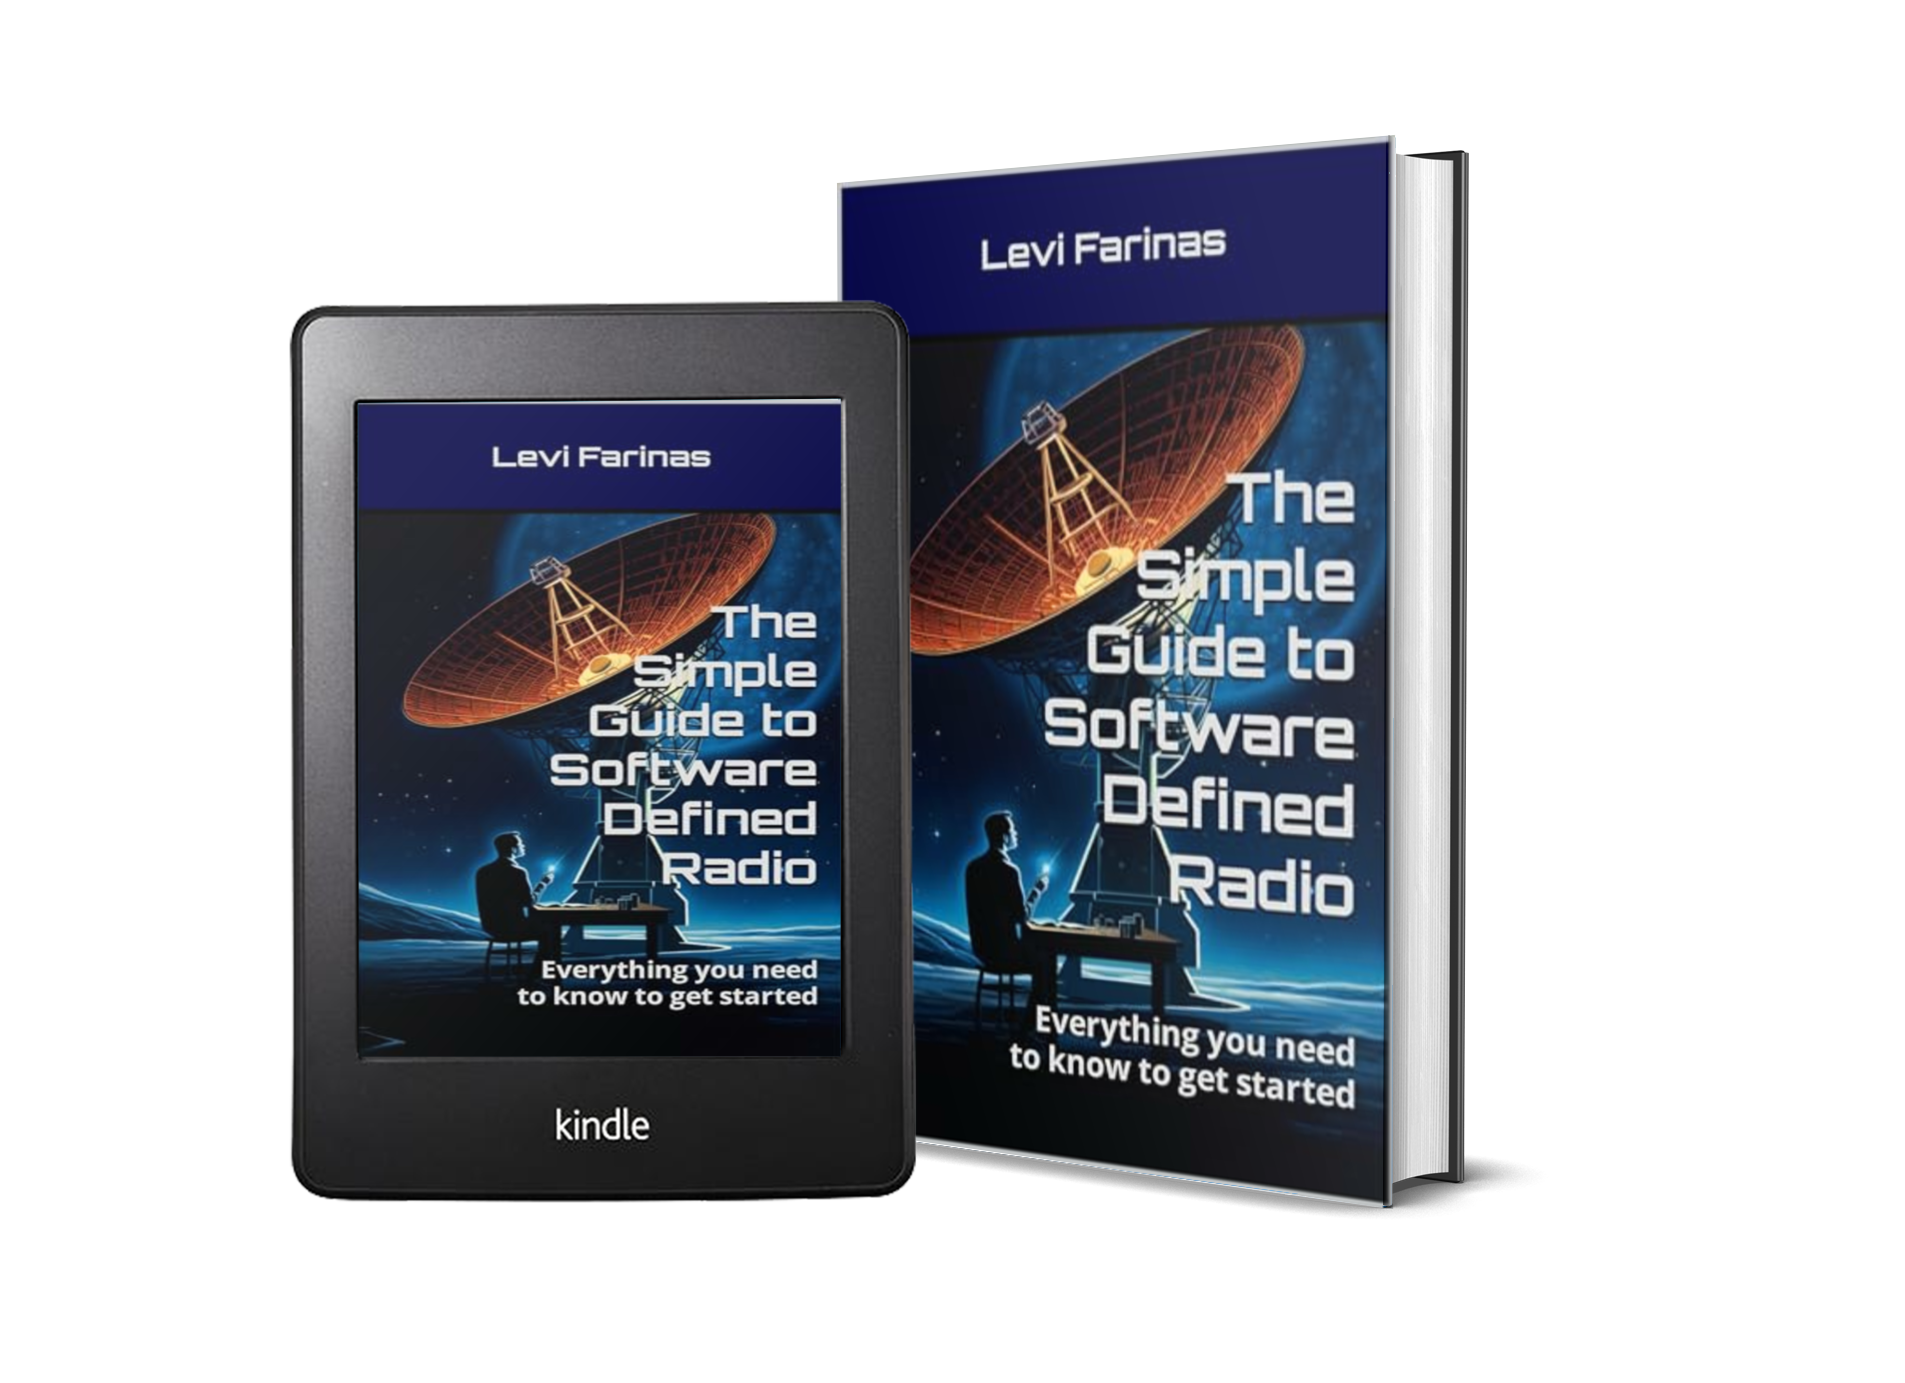 Levi Farinas
The
Simple
Guide to
Software
Defined
Radio
Everything you need
to know to get started
kindle
Levi Farinas
The
Simple
Guide to
Software
Defined
Radio
Everything you need
to know to get started